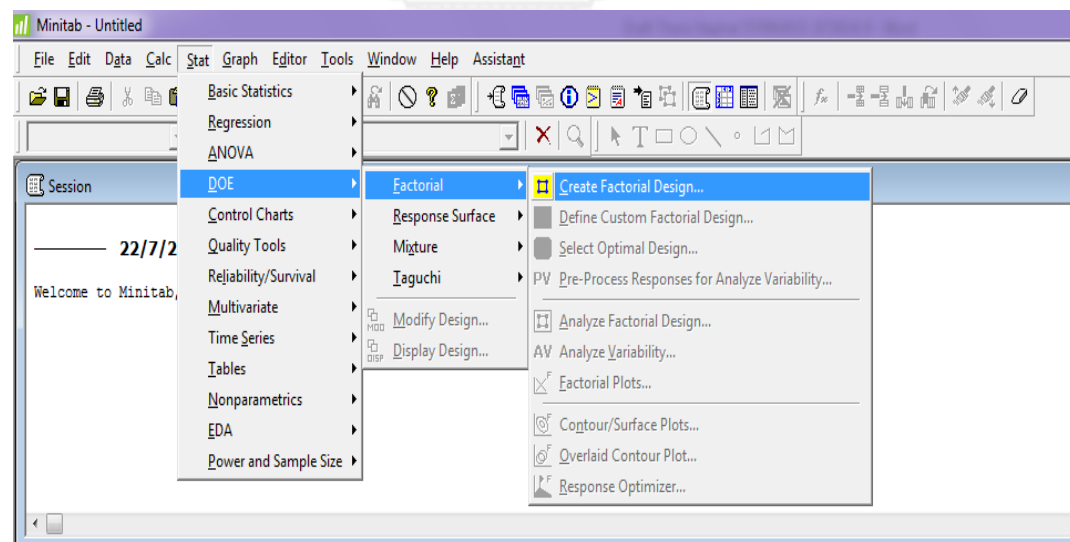 Minitab - Untitled
File Edit Data Calc Stat Graph Editor Tools Window Help Assistant
Session
22/7/2
Welcome to Minitab,
Basic Statistics
Regression
ANOVA
DOE
Control Charts
Quality Tools
Reliability/Survival
Multivariate
Time Series
Tables
Nonparametrics
EDA
Power and Sample Size
Factorial
Response Surface
Mixture
Taguchi
MOD Modify Design...
DISP Display Design...
Create Factorial Design...
Define Custom Factorial Design...
Select Optimal Design...
PV Pre-Process Responses for Analyze Variability...
Analyze Factorial Design...
AV Analyze Variability...
F Factorial Plots...
F Contour/Surface Plots...
F Overlaid Contour Plot...
F Response Optimizer...